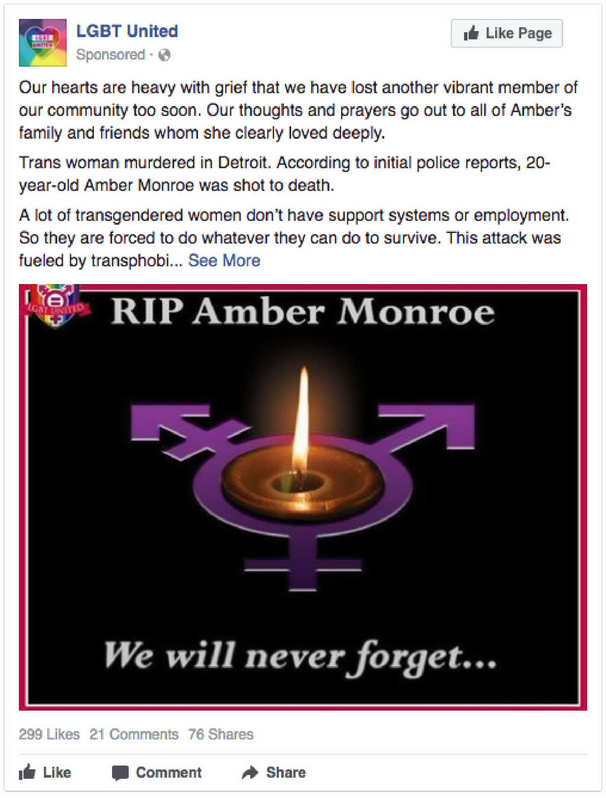 LGBT United
Like Page
Sponsored ·
Our hearts are heavy with grief that we have lost another vibrant member of
our community too soon. Our thoughts and prayers go out to all of Amber’s
family and friends whom she clearly loved deeply.
Trans woman murdered in Detroit. According to initial police reports, 20-
year-old Amber Monroe was shot to death.
A lot of transgendered women don’t have support systems or employment.
So they are forced to do whatever they can do to survive. This attack was
fueled by transphobi... See More
LGBT UNITED
RIP Amber Monroe
We will never forget...
299 Likes 21 Comments 76 Shares
Like Comment Share